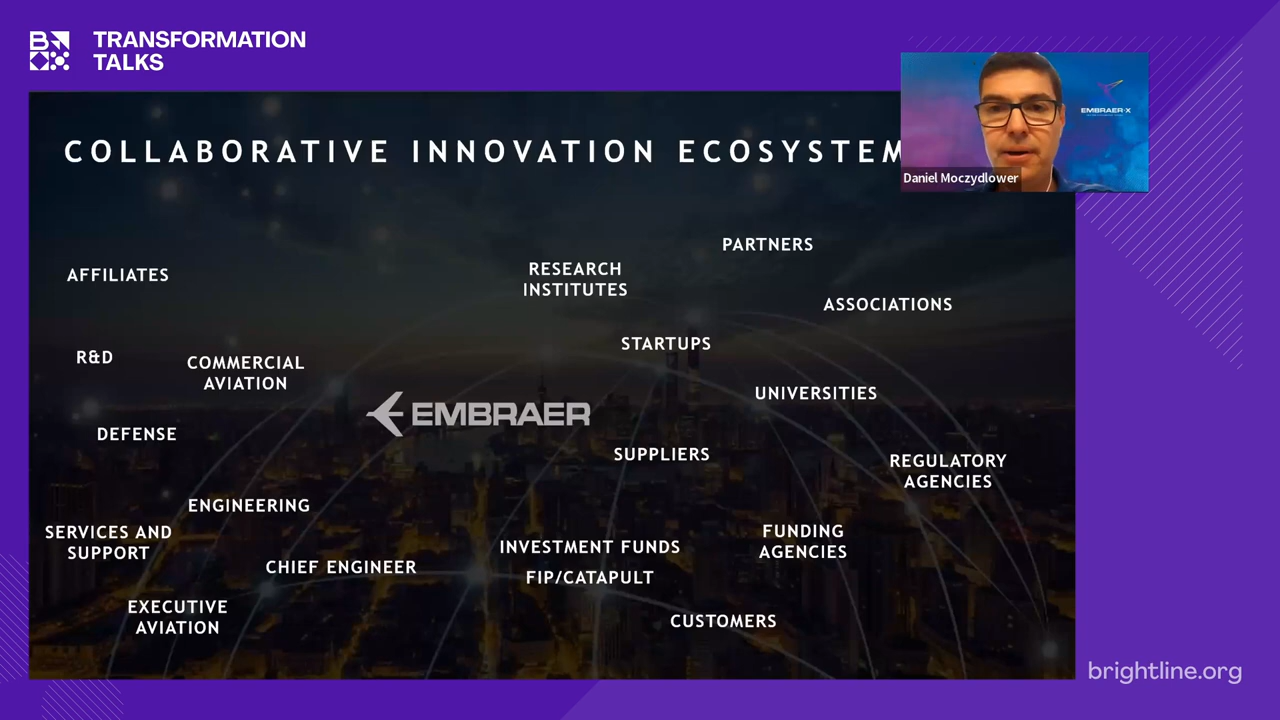 TRANSFORMATION
TALKS
COLLABORATIVE INNOVATION ECOSYSTEM
EMBRAER-X
Daniel Moczydlower
PARTNERS
AFFILIATES
RESEARCH
INSTITUTES
ASSOCIATIONS
STARTUPS
R&D
COMMERCIAL
AVIATION
UNIVERSITIES
EMBRAER
DEFENSE
SUPPLIERS
REGULATORY
AGENCIES
ENGINEERING
SERVICES AND
SUPPORT
FUNDING
AGENCIES
INVESTMENT FUNDS
CHIEF ENGINEER
FIP/CATAPULT
EXECUTIVE
AVIATION
CUSTOMERS
brightline.org